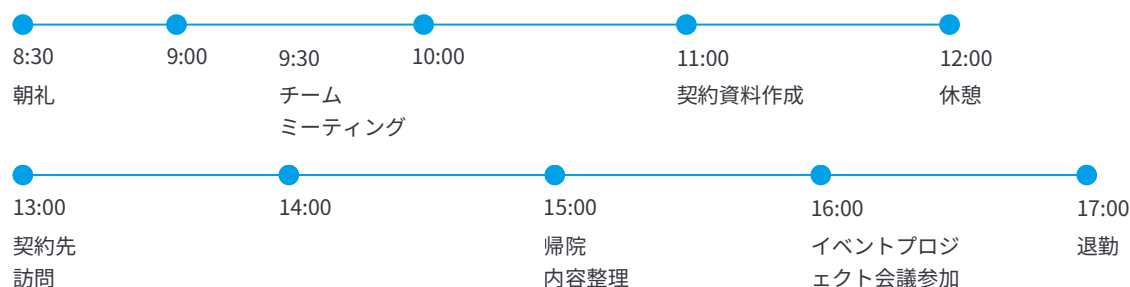 8:30
9:00
9:30
10:00
11:00
12:00
朝礼
チーム
ミーティング
契約資料作成
休憩
13:00
14:00
15:00
16:00
17:00
契約先
訪問
帰院
内容整理
イベントプロジ
ェクト会議参加
退勤